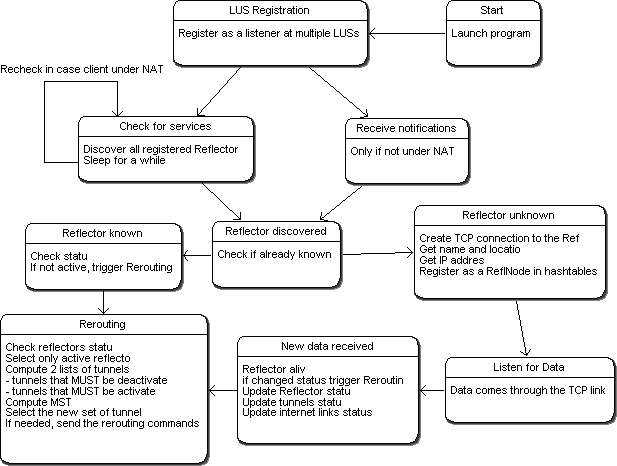 LUS Registration
Register as a listener at multiple LUSs
Start
Launch program
Recheck in case client under NAT
Check for services
Discover all registered Reflector
Sleep for a while
Receive notifications
Only if not under NAT
Reflector known
Check statu
If not active, trigger Rerouting
Reflector discovered
Check if already known
Reflector unknown
Create TCP connection to the Ref
Get name and locatio
Get IP addres
Register as a ReflNode in hashtables
Rerouting
Check reflectors statu
Select only active reflecto
Compute 2 lists of tunnels
- tunnels that MUST be deactivate
- tunnels that MUST be activate
Compute MST
Select the new set of tunnel
If needed, send the rerouting commands
New data received
Reflector aliv
if changed status trigger Reroutin
Update Reflector statu
Update tunnels statu
Update internet links status
Listen for Data
Data comes through the TCP link